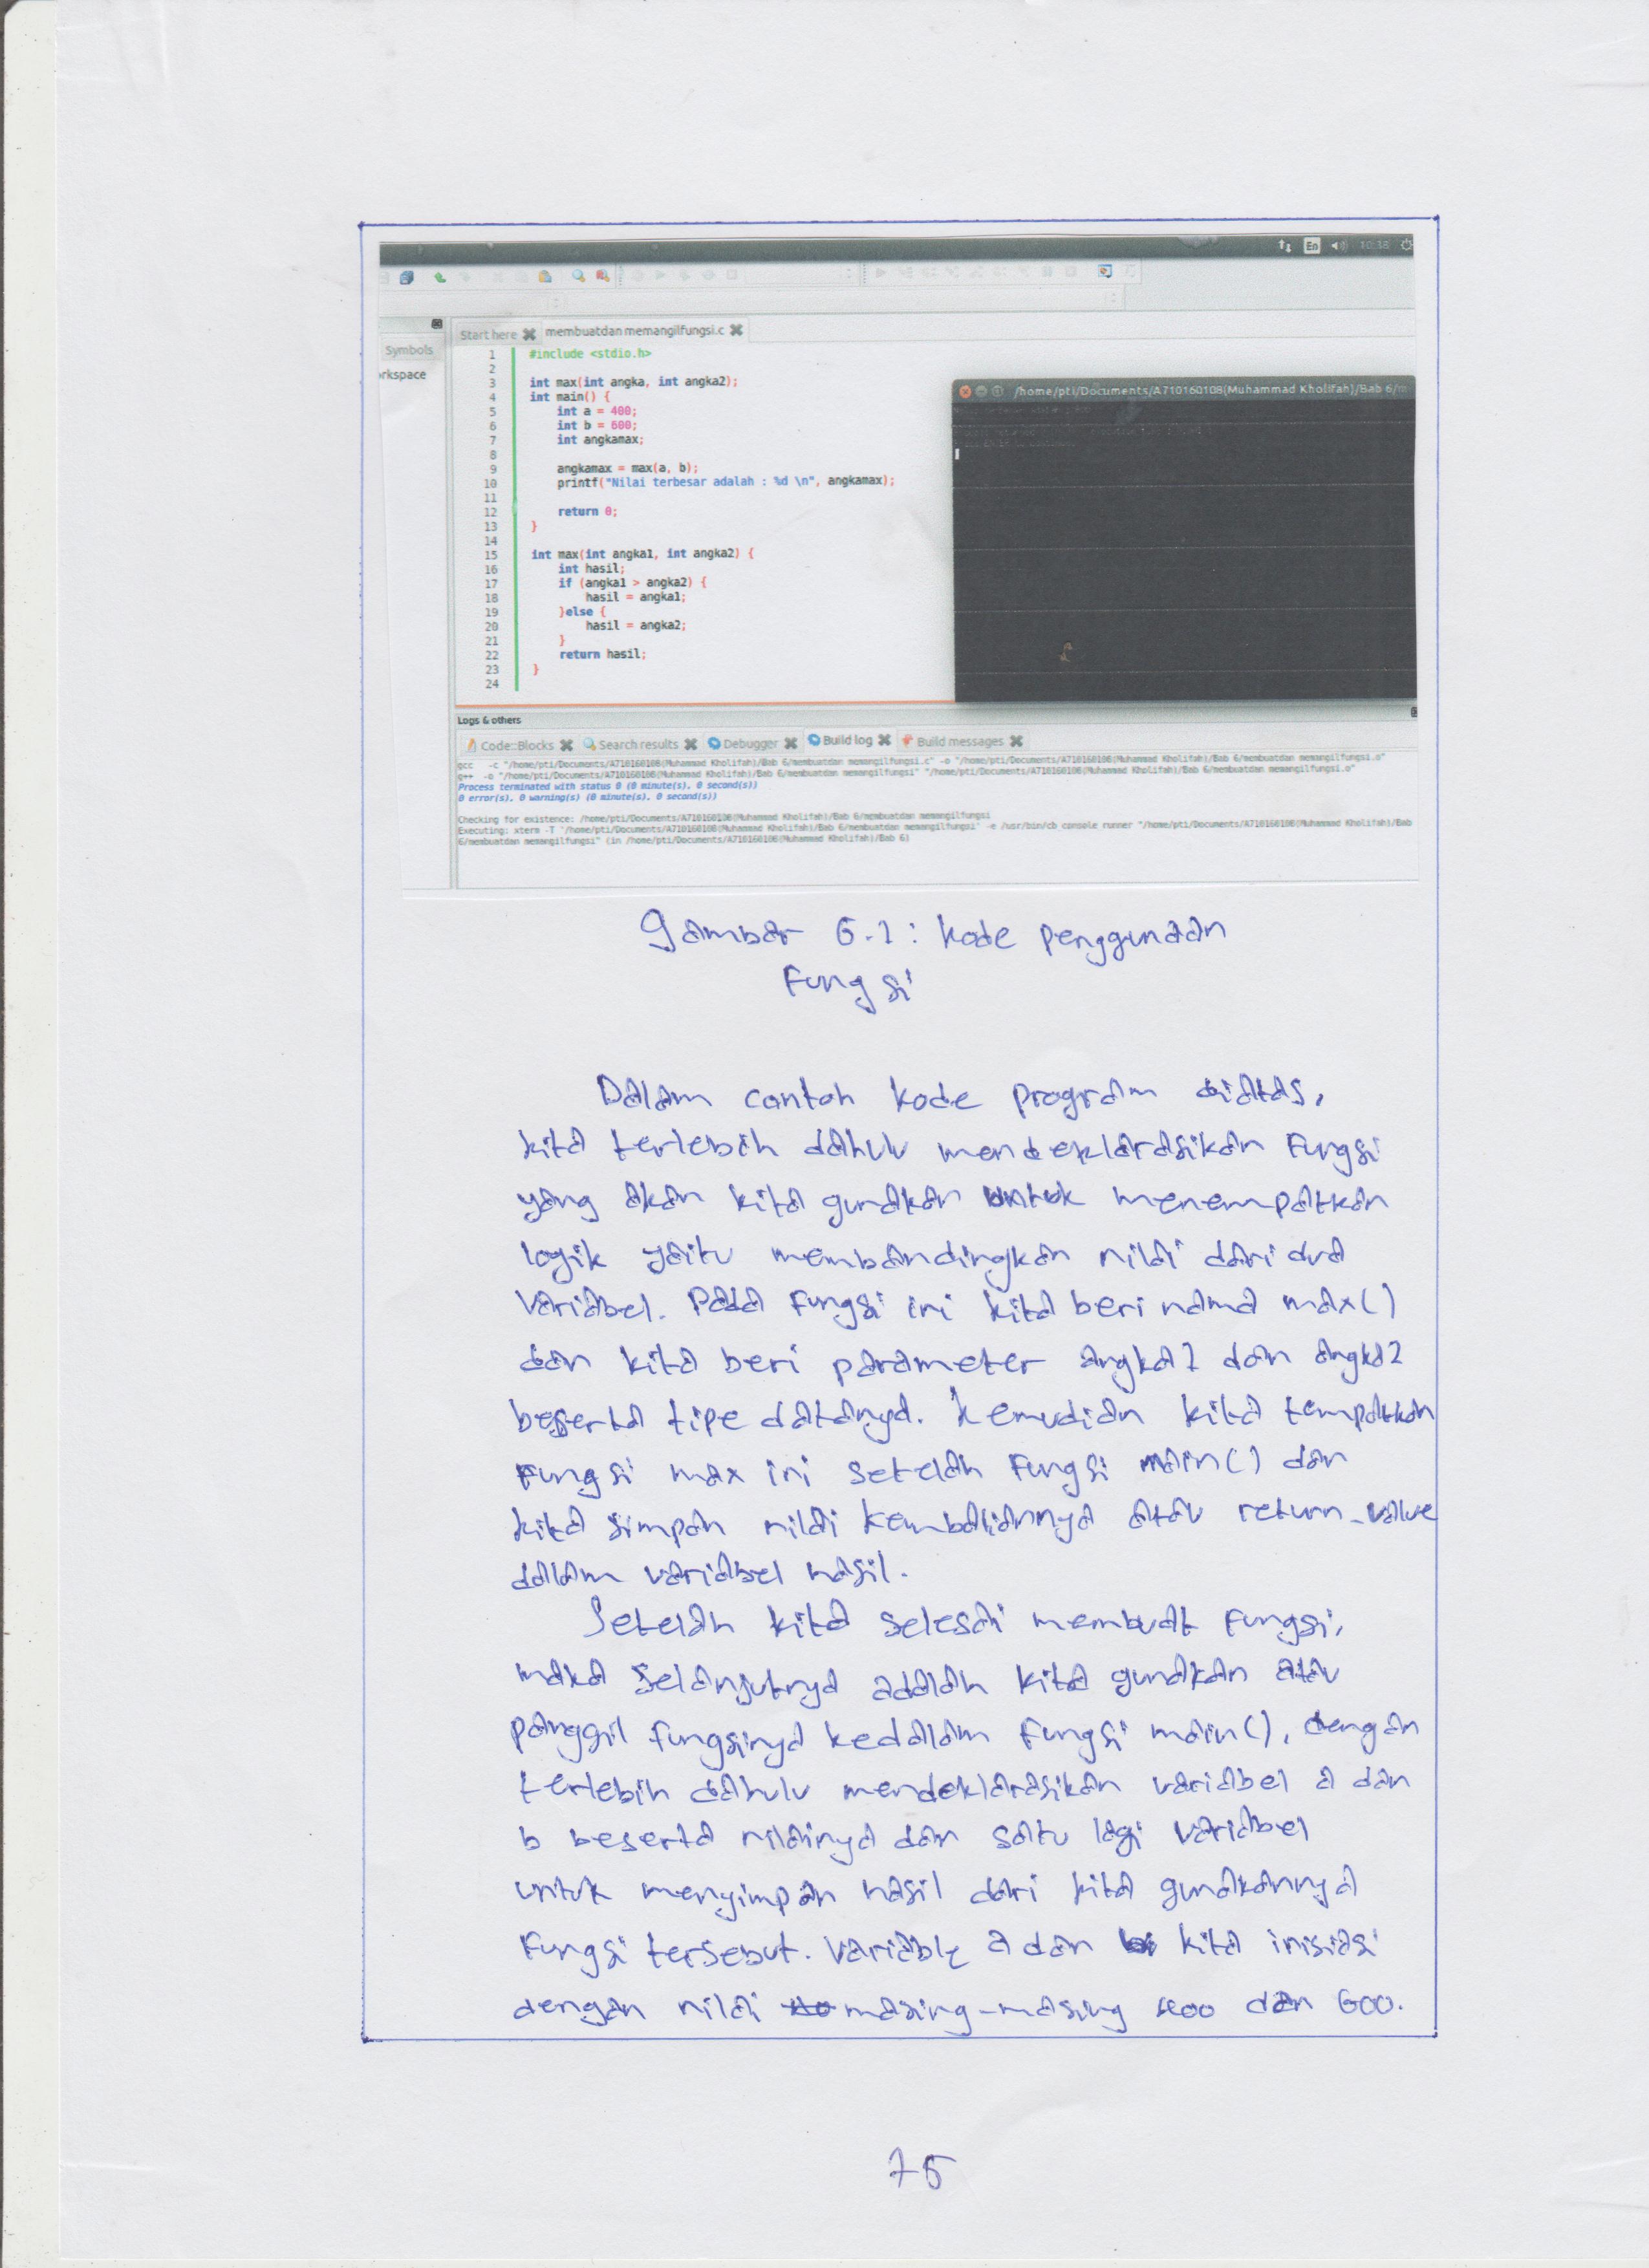 En 10:38
Start here membuatdan memangilfungsi.c
Symbols
rkspace
1 #include <stdio.h>
2
3 int max(int angka, int angka2);
4 int main() {
5 int a = 400;
6 int b = 600;
7 int angkamax;
8
9 angkamax = max(a, b);
10 printf("Nilai terbesar adalah : %d \n", angkamax);
11
12 return 0;
13 }
14
15 int max(int angka1, int angka2) {
16 int hasil;
17 if (angka1 > angka2) {
18 hasil = angka1;
19 }else {
20 hasil = angka2;
21 }
22 return hasil;
23 }
24
/home/pti/Documents/A710160108(Muhammad Kholifah)/Bab 6/m
Logs & others
Code::Blocks Search results Debugger Build log Build messages
gcc -c "/home/pti/Documents/A710160108(Muhammad Kholifah)/Bab 6/membuatdan memangilfungsi.c" -o "/home/pti/Documents/A710160108(Muhammad Kholifah)/Bab 6/membuatdan memangilfungsi.o"
g++ -o "/home/pti/Documents/A710160108(Muhammad Kholifah)/Bab 6/membuatdan memangilfungsi" "/home/pti/Documents/A710160108(Muhammad Kholifah)/Bab 6/membuatdan memangilfungsi.o"
Process terminated with status 0 (0 minute(s), 0 second(s))
0 error(s), 0 warning(s) (0 minute(s), 0 second(s))
Checking for existence: /home/pti/Documents/A710160108(Muhammad Kholifah)/Bab 6/membuatdan memangilfungsi
Executing: xterm -T '/home/pti/Documents/A710160108(Muhammad Kholifah)/Bab 6/membuatdan memangilfungsi' -e /usr/bin/cb_console_runner "/home/pti/Documents/A710160108(Muhammad Kholifah)/Bab
6/membuatdan memangilfungsi" (in /home/pti/Documents/A710160108(Muhammad Kholifah)/Bab 6)
Gambar 6.1 : kode penggunaan
fungsi
Dalam contoh kode program diatas,
kita terlebih dahulu mendeklarasikan fungsi
yang akan kita gunakan untuk menempatkan
logik yaitu membandingkan nilai dari dua
variabel. Pada fungsi ini kita beri nama max()
dan kita beri parameter angka1 dan angka2
beserta tipe datanya. kemudian kita tempatkan
fungsi max ini setelah fungsi main() dan
kita simpan nilai kembaliannya atau return_value
dalam variabel hasil.
Setelah kita selesai membuat fungsi,
maka selanjutnya adalah kita gunakan atau
panggil fungsinya kedalam fungsi main(), dengan
terlebih dahulu mendeklarasikan variabel a dan
b beserta nilainya dan satu lagi variabel
untuk menyimpan hasil dari kita gunakannya
fungsi tersebut. Variable a dan b kita inisiasi
dengan nilai masing-masing 400 dan 600.
75